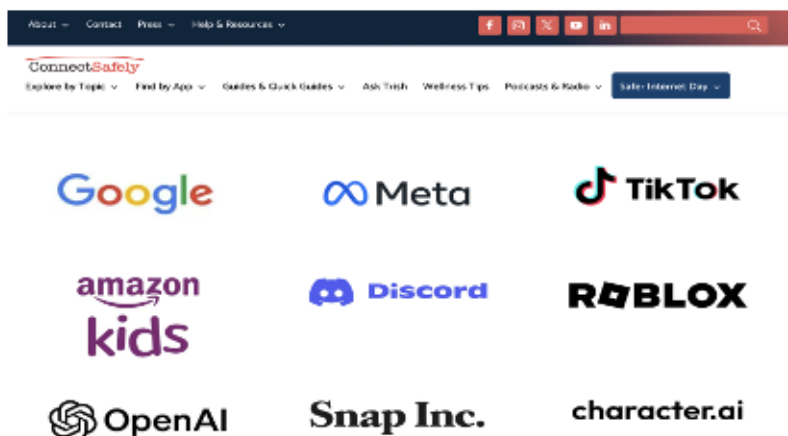 About Contact Press Help & Resources
ConnectSafely
Explore by Topic Find by App Guides & Quick Guides Ask Trish Wellness Tips Podcasts & Radio Safer Internet Day
Google Meta TikTok
amazon Discord ROBLOX
kids
OpenAI Snap Inc. character.ai